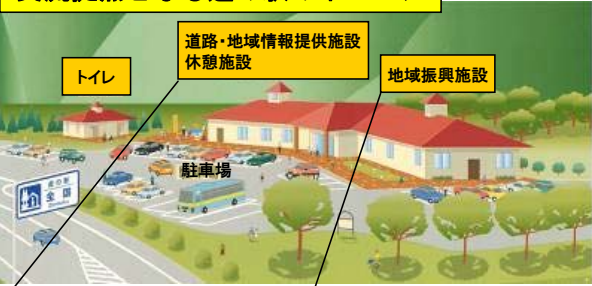 道路・地域情報提供施設
休憩施設
トイレ
地域振興施設
駐車場
道の駅
全国